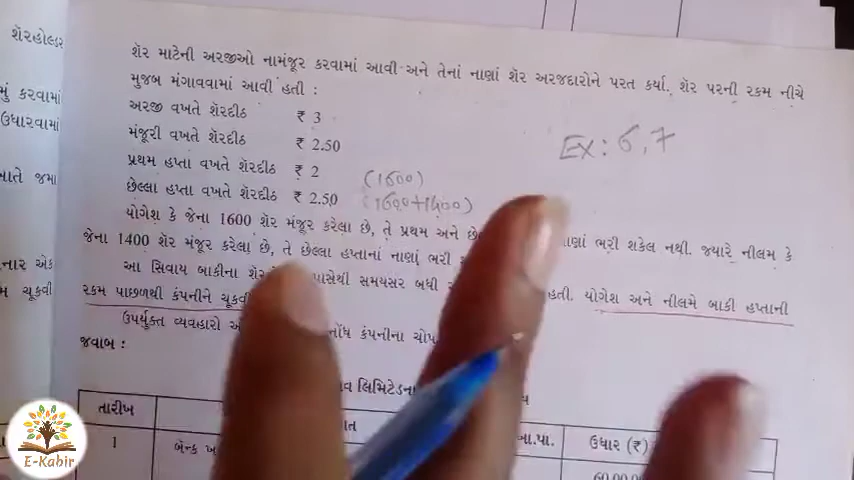 શૅરહોલ્ડર
શૅર માટેની અરજીઓ નામંજૂર કરવામાં આવી અને તેનાં નાણાં શૅર અરજદારોને પરત કર્યા. શૅર પરની રકમ નીચે
મુજબ મંગાવવામાં આવી હતી :
અરજી વખતે શૅરદીઠ ₹ 3
મંજૂરી વખતે શૅરદીઠ ₹ 2.50
પ્રથમ હપ્તા વખતે શૅરદીઠ ₹ 2 (1600)
છેલ્લા હપ્તા વખતે શૅરદીઠ ₹ 2.50 (1600+1400)
Ex: 6,7
યોગેશ કે જેના 1600 શૅર મંજૂર કરેલા છે, તે પ્રથમ અને નાણાં ભરી શકેલ નથી. જ્યારે નીલમ કે
જેના 1400 શૅર મંજૂર કરેલા છે, તે છેલ્લા હપ્તાનાં નાણાં ભરી
આ સિવાય બાકીના પાસેથી સમયસર બધી હતી. યોગેશ અને નીલમે બાકી હપ્તાની
રકમ પાછળથી કંપનીને ચૂકવી
ઉપર્યુક્ત વ્યવહારો નોંધ કંપનીના
જવાબ :
લિમિટેડના
તારીખ ઉધાર (₹)
1 બૅન્ક
કરવામાં
ઉધારવામાં
જમા
એક
ચૂકવી
E-Kabir